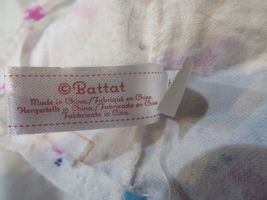 © Battat
Made in China./Fabriqué en Chine.
Hergestellt in China./Fabricado en China.
Fabbricato in Cina.